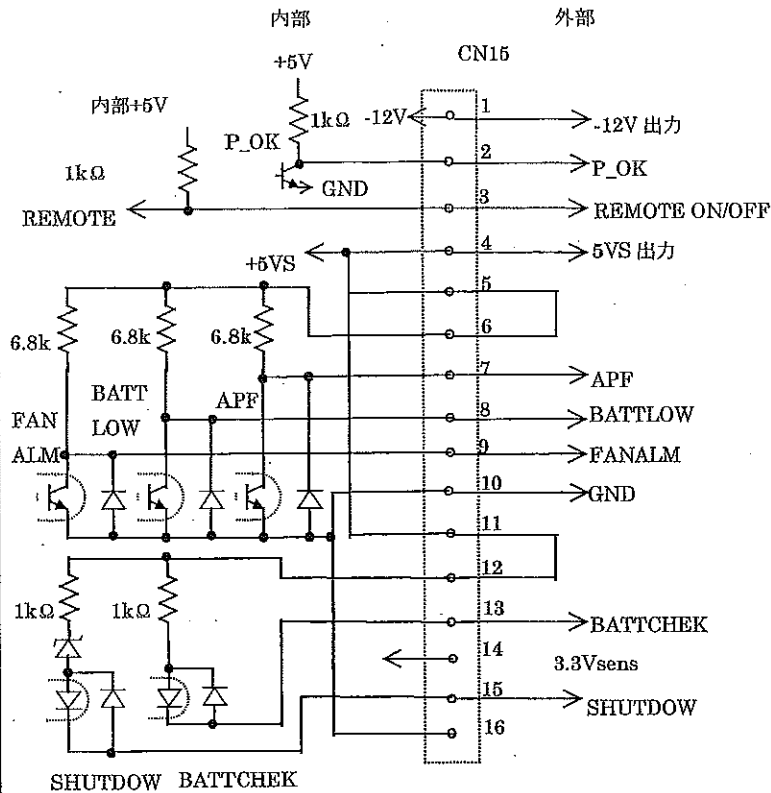 内部
外部
+5V
CN15
内部+5V
1kΩ
-12V
1
-12V 出力
P_OK
2
P_OK
1kΩ
GND
3
REMOTE
REMOTE ON/OFF
4
5VS 出力
+5VS
5
6
6.8k
6.8k
6.8k
7
APF
BATT
LOW
APF
8
BATTLOW
FAN
ALM
9
FANALM
10
GND
11
12
1kΩ
1kΩ
13
BATTCHEK
14
3.3Vsens
15
SHUTDOW
16
SHUTDOW
BATTCHEK